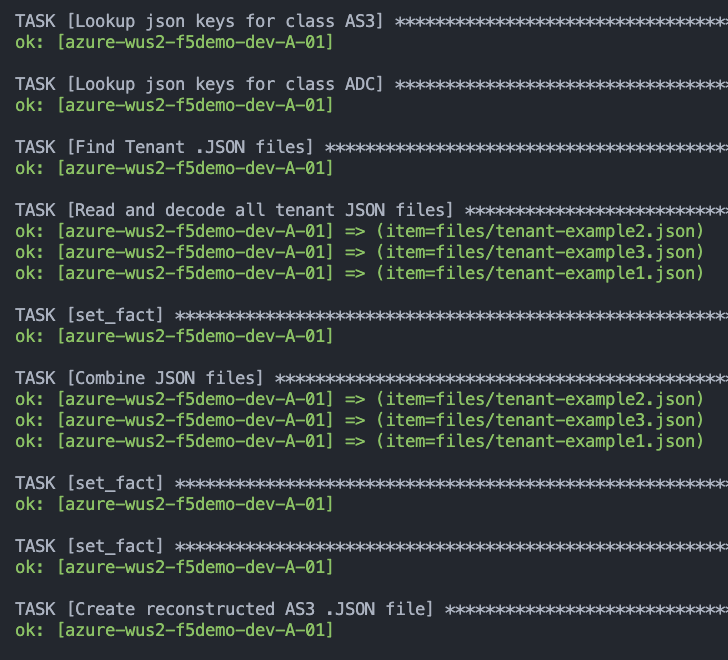 TASK [Lookup json keys for class AS3] *********************************
ok: [azure-wus2-f5demo-dev-A-01]
TASK [Lookup json keys for class ADC] *********************************
ok: [azure-wus2-f5demo-dev-A-01]
TASK [Find Tenant .JSON files] ****************************************
ok: [azure-wus2-f5demo-dev-A-01]
TASK [Read and decode all tenant JSON files] **************************
ok: [azure-wus2-f5demo-dev-A-01] => (item=files/tenant-example2.json)
ok: [azure-wus2-f5demo-dev-A-01] => (item=files/tenant-example3.json)
ok: [azure-wus2-f5demo-dev-A-01] => (item=files/tenant-example1.json)
TASK [set_fact] *******************************************************
ok: [azure-wus2-f5demo-dev-A-01]
TASK [Combine JSON files] *********************************************
ok: [azure-wus2-f5demo-dev-A-01] => (item=files/tenant-example2.json)
ok: [azure-wus2-f5demo-dev-A-01] => (item=files/tenant-example3.json)
ok: [azure-wus2-f5demo-dev-A-01] => (item=files/tenant-example1.json)
TASK [set_fact] *******************************************************
ok: [azure-wus2-f5demo-dev-A-01]
TASK [set_fact] *******************************************************
ok: [azure-wus2-f5demo-dev-A-01]
TASK [Create reconstructed AS3 .JSON file] ****************************
ok: [azure-wus2-f5demo-dev-A-01]